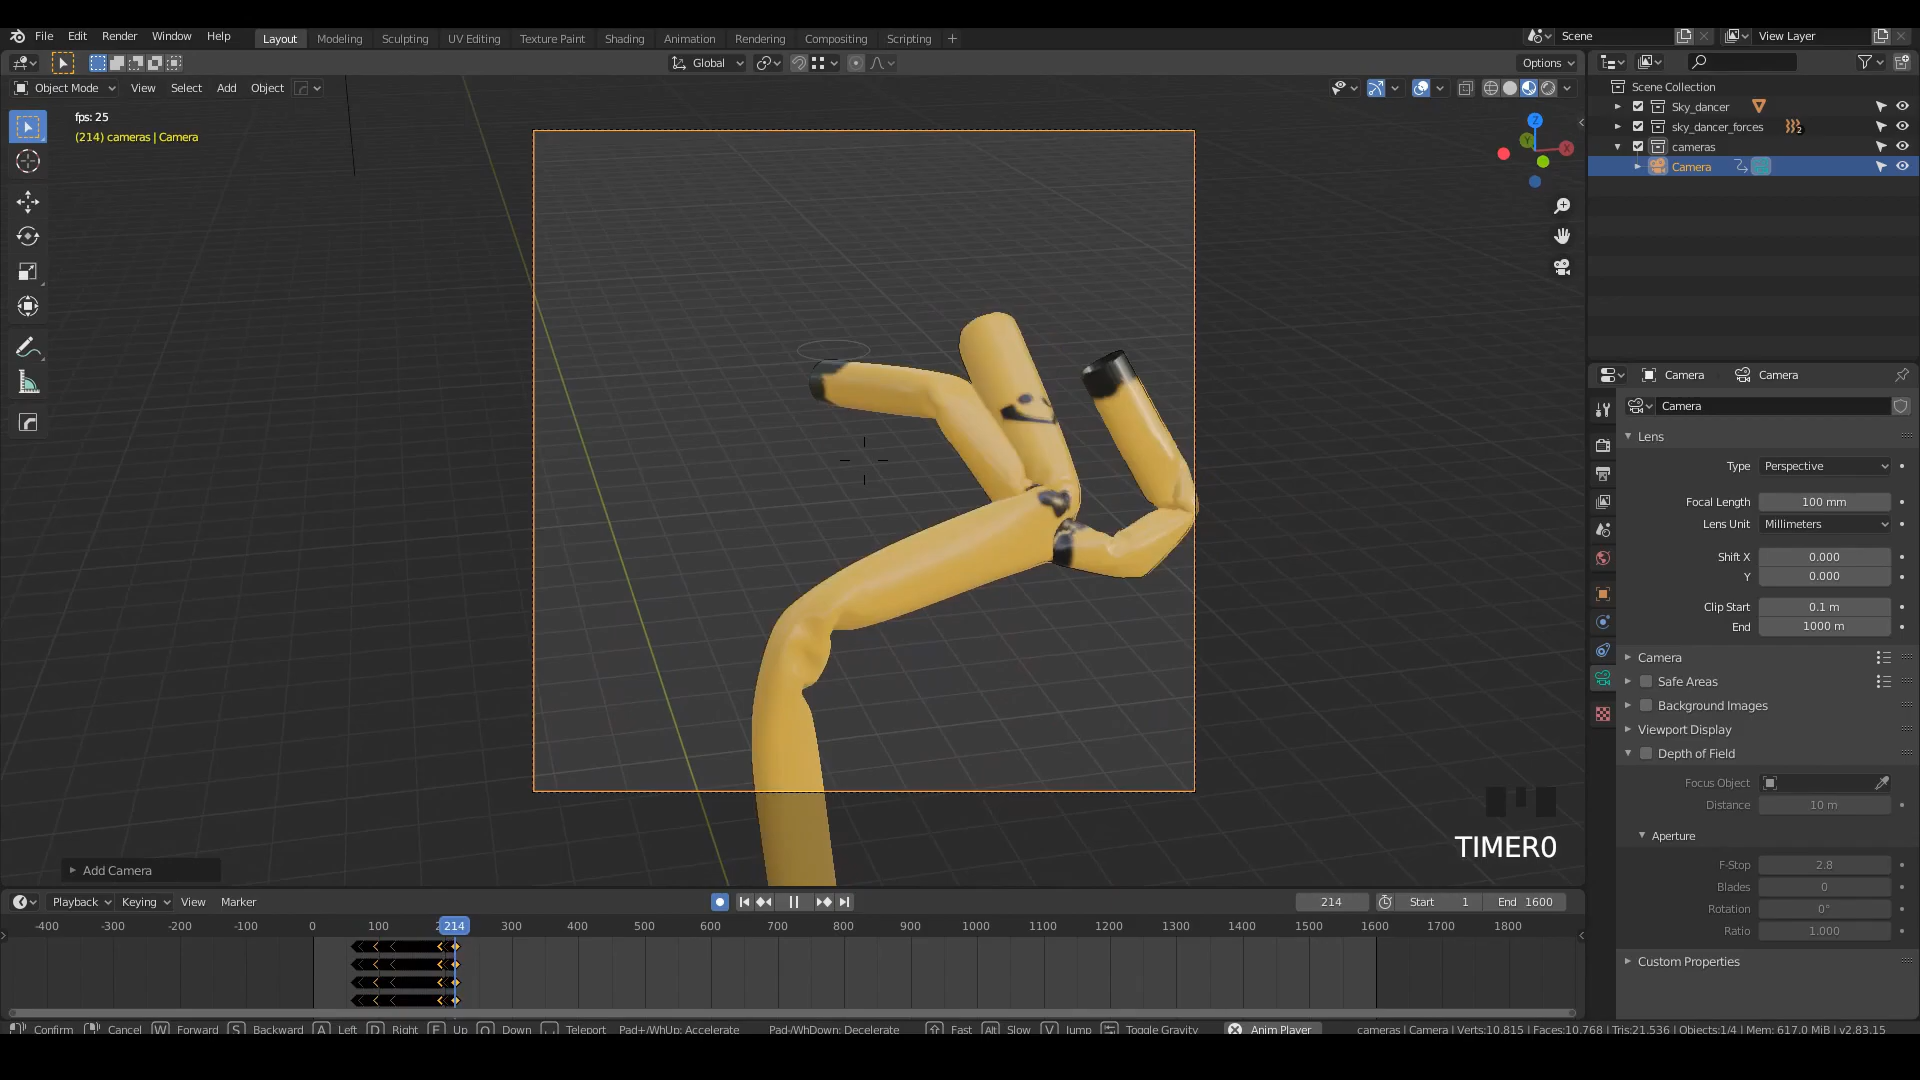 File Edit Render Window Help Layout Modeling Sculpting UV Editing Texture Paint Shading Animation Rendering Compositing Scripting + Scene View Layer
Global Options
Object Mode View Select Add Object
fps: 25
(214) cameras | Camera
Z
Y
X
Scene Collection
Sky_dancer
sky_dancer_forces 2
cameras
Camera
Camera Camera
Camera
Lens
Type Perspective
Focal Length 100 mm
Lens Unit Millimeters
Shift X 0.000
Y 0.000
Clip Start 0.1 m
End 1000 m
Camera
Safe Areas
Background Images
Viewport Display
Depth of Field
Focus Object
Distance 10 m
Aperture
F-Stop 2.8
Blades 0
Rotation 0°
Ratio 1.000
Custom Properties
TIMER0
Add Camera
Playback Keying View Marker 214 Start 1 End 1600
-400 -300 -200 -100 0 100 214 300 400 500 600 700 800 900 1000 1100 1200 1300 1400 1500 1600 1700 1800
Confirm Cancel W Forward S Backward A Left D Right E Up Q Down Teleport Pad+/WhUp: Accelerate Pad-/WhDown: Decelerate Fast Alt Slow V Jump Toggle Gravity Anim Player cameras | Camera | Verts:10.815 | Faces:10.768 | Tris:21.536 | Objects:1/4 | Mem: 617.0 MiB | v2.83.15